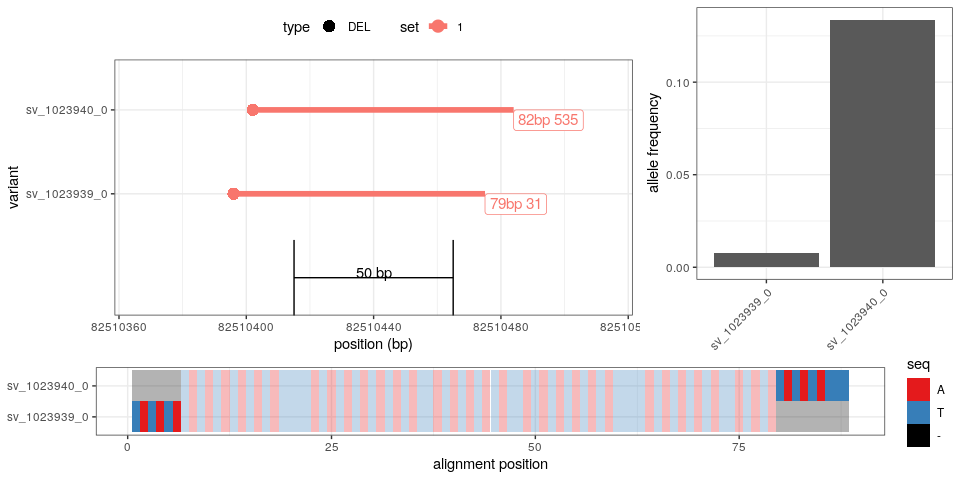 type DEL set 1
variant
sv_1023940_0
82bp 535
sv_1023939_0
79bp 31
50 bp
82510360 82510400 82510440 82510480 825105
position (bp)
allele frequency
0.10
0.05
0.00
sv_1023939_0 sv_1023940_0
sv_1023940_0
sv_1023939_0
0 25 50 75
alignment position
seq
A
T
-